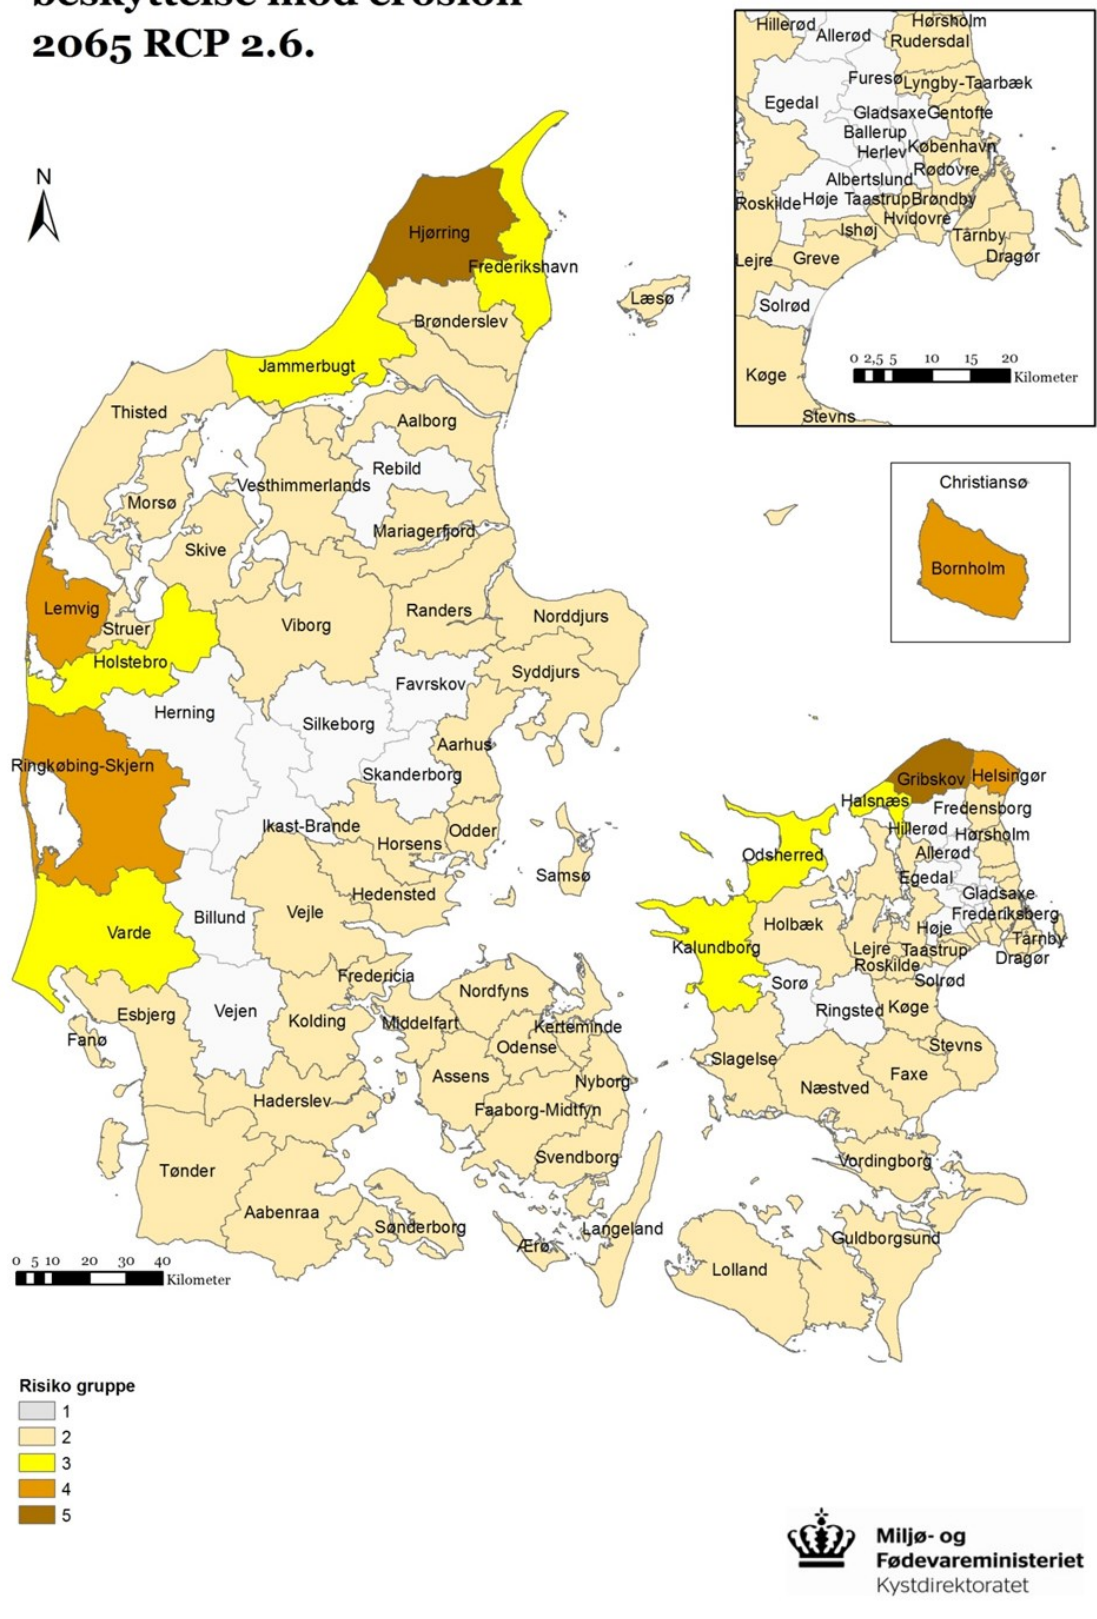 beskyttelse mod erosion
2065 RCP 2.6.
N
Hjørring
Frederikshavn
Læsø
Brønderslev
Jammerbugt
Thisted
Aalborg
Rebild
Vesthimmerlands
Morsø
Mariagerfjord
Skive
Lemvig
Struer
Viborg
Randers
Norddjurs
Holstebro
Syddjurs
Favrskov
Herning
Silkeborg
Aarhus
Ringkøbing-Skjern
Skanderborg
Ikast-Brande
Horsens
Odder
Samsø
Hedensted
Vejle
Billund
Varde
Fredericia
Nordfyns
Vejen
Esbjerg
Kolding
Middelfart
Kerteminde
Fanø
Odense
Assens
Nyborg
Haderslev
Faaborg-Midtfyn
Svendborg
Tønder
Aabenraa
Sønderborg
Ærø
Langeland
Hillerød
Allerød
Hørsholm
Rudersdal
Furesø
Lyngby-Taarbæk
Egedal
Gladsaxe
Gentofte
Ballerup
Herlev
København
Rødovre
Albertslund
Roskilde
Høje Taastrup
Brøndby
Hvidovre
Ishøj
Tårnby
Lejre
Greve
Dragør
Solrød
0 2,5 5 10 15 20
Kilometer
Køge
Stevns
Christiansø
Bornholm
Gribskov
Helsingør
Halsnæs
Fredensborg
Hillerød
Hørsholm
Odsherred
Allerød
Egedal
Gladsaxe
Frederiksberg
Holbæk
Høje
Taastrup
Tårnby
Kalundborg
Lejre
Dragør
Roskilde
Solrød
Sorø
Ringsted
Køge
Stevns
Slagelse
Faxe
Næstved
Vordingborg
Guldborgsund
Lolland
0 5 10 20 30 40
Kilometer
Risiko gruppe
1
2
3
4
5
Miljø- og
Fødevareministeriet
Kystdirektoratet